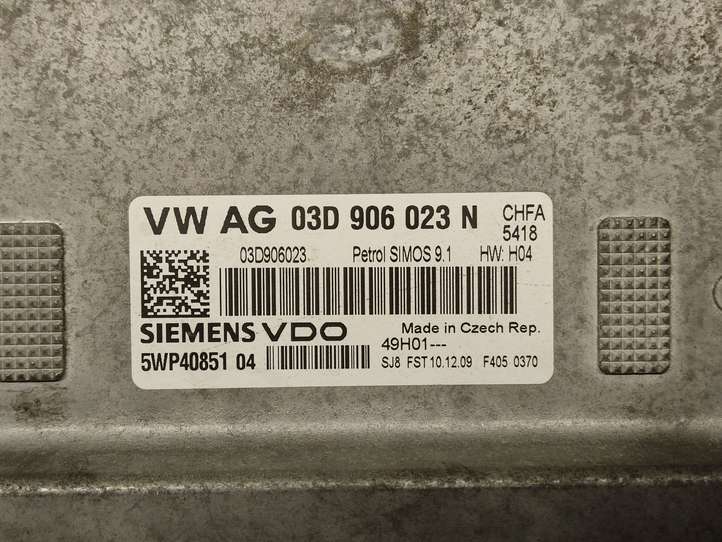 VW AG 03D 906 023 N CHFA
5418
03D906023 Petrol SIMOS 9.1 HW: H04
SIEMENS VDO Made in Czech Rep.
49H01---
5WP40851 04 SJ8 FST 10.12.09 F405 0370